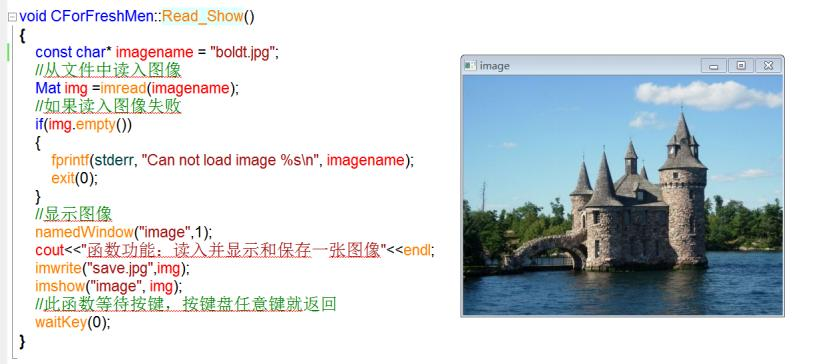 void CForFreshMen::Read_Show()
{
const char* imagename = "boldt.jpg";
//从文件中读入图像
Mat img =imread(imagename);
//如果读入图像失败
if(img.empty())
{
fprintf(stderr, "Can not load image %s\n", imagename);
exit(0);
}
//显示图像
namedWindow("image",1);
cout<<"函数功能：读入并显示和保存一张图像"<<endl;
imwrite("save.jpg",img);
imshow("image", img);
//此函数等待按键，按键盘任意键就返回
waitKey(0);
}
image